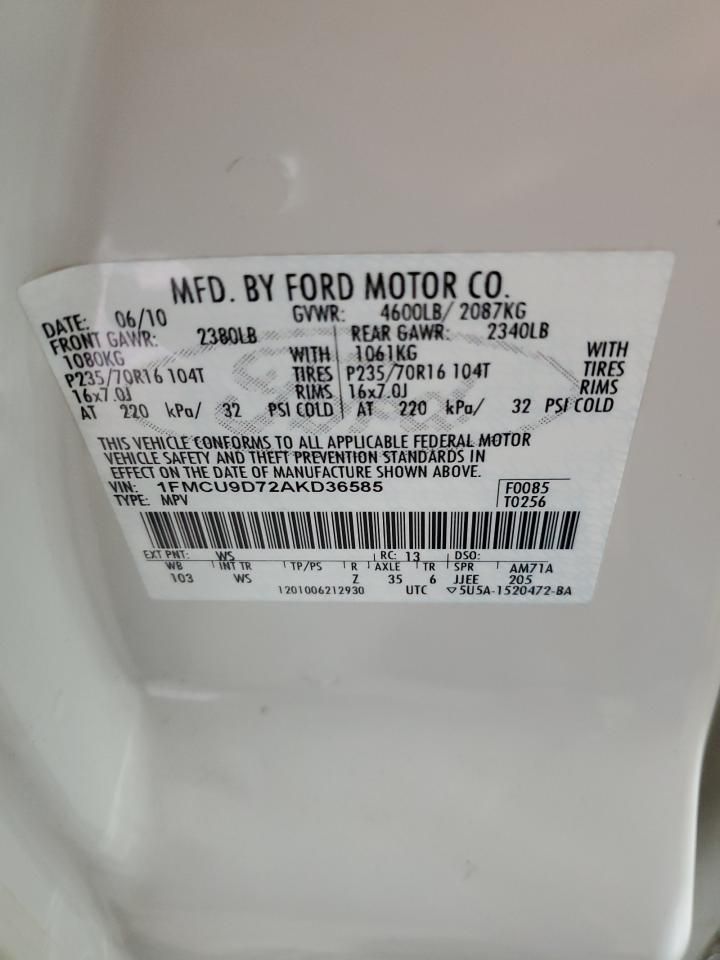 MFD. BY FORD MOTOR CO.
DATE: 06/10 GVWR: 4600LB/ 2087KG
FRONT GAWR: 2380LB REAR GAWR: 2340LB
1080KG WITH 1061KG WITH
P235/70R16 104T TIRES P235/70R16 104T TIRES
16x7.0J RIMS 16x7.0J RIMS
AT 220 kPa/ 32 PSI COLD AT 220 kPa/ 32 PSI COLD
Ford
THIS VEHICLE CONFORMS TO ALL APPLICABLE FEDERAL MOTOR
VEHICLE SAFETY AND THEFT PREVENTION STANDARDS IN
EFFECT ON THE DATE OF MANUFACTURE SHOWN ABOVE.
VIN: 1FMCU9D72AKD36585 F0085
TYPE: MPV T0256
EXT PNT: WS RC: 13 DSO:
WB INT TR TP/PS R AXLE TR SPR AM71A
103 WS Z 35 6 JJEE 205
1201006212930 UTC ▽5U5A-1520472-BA